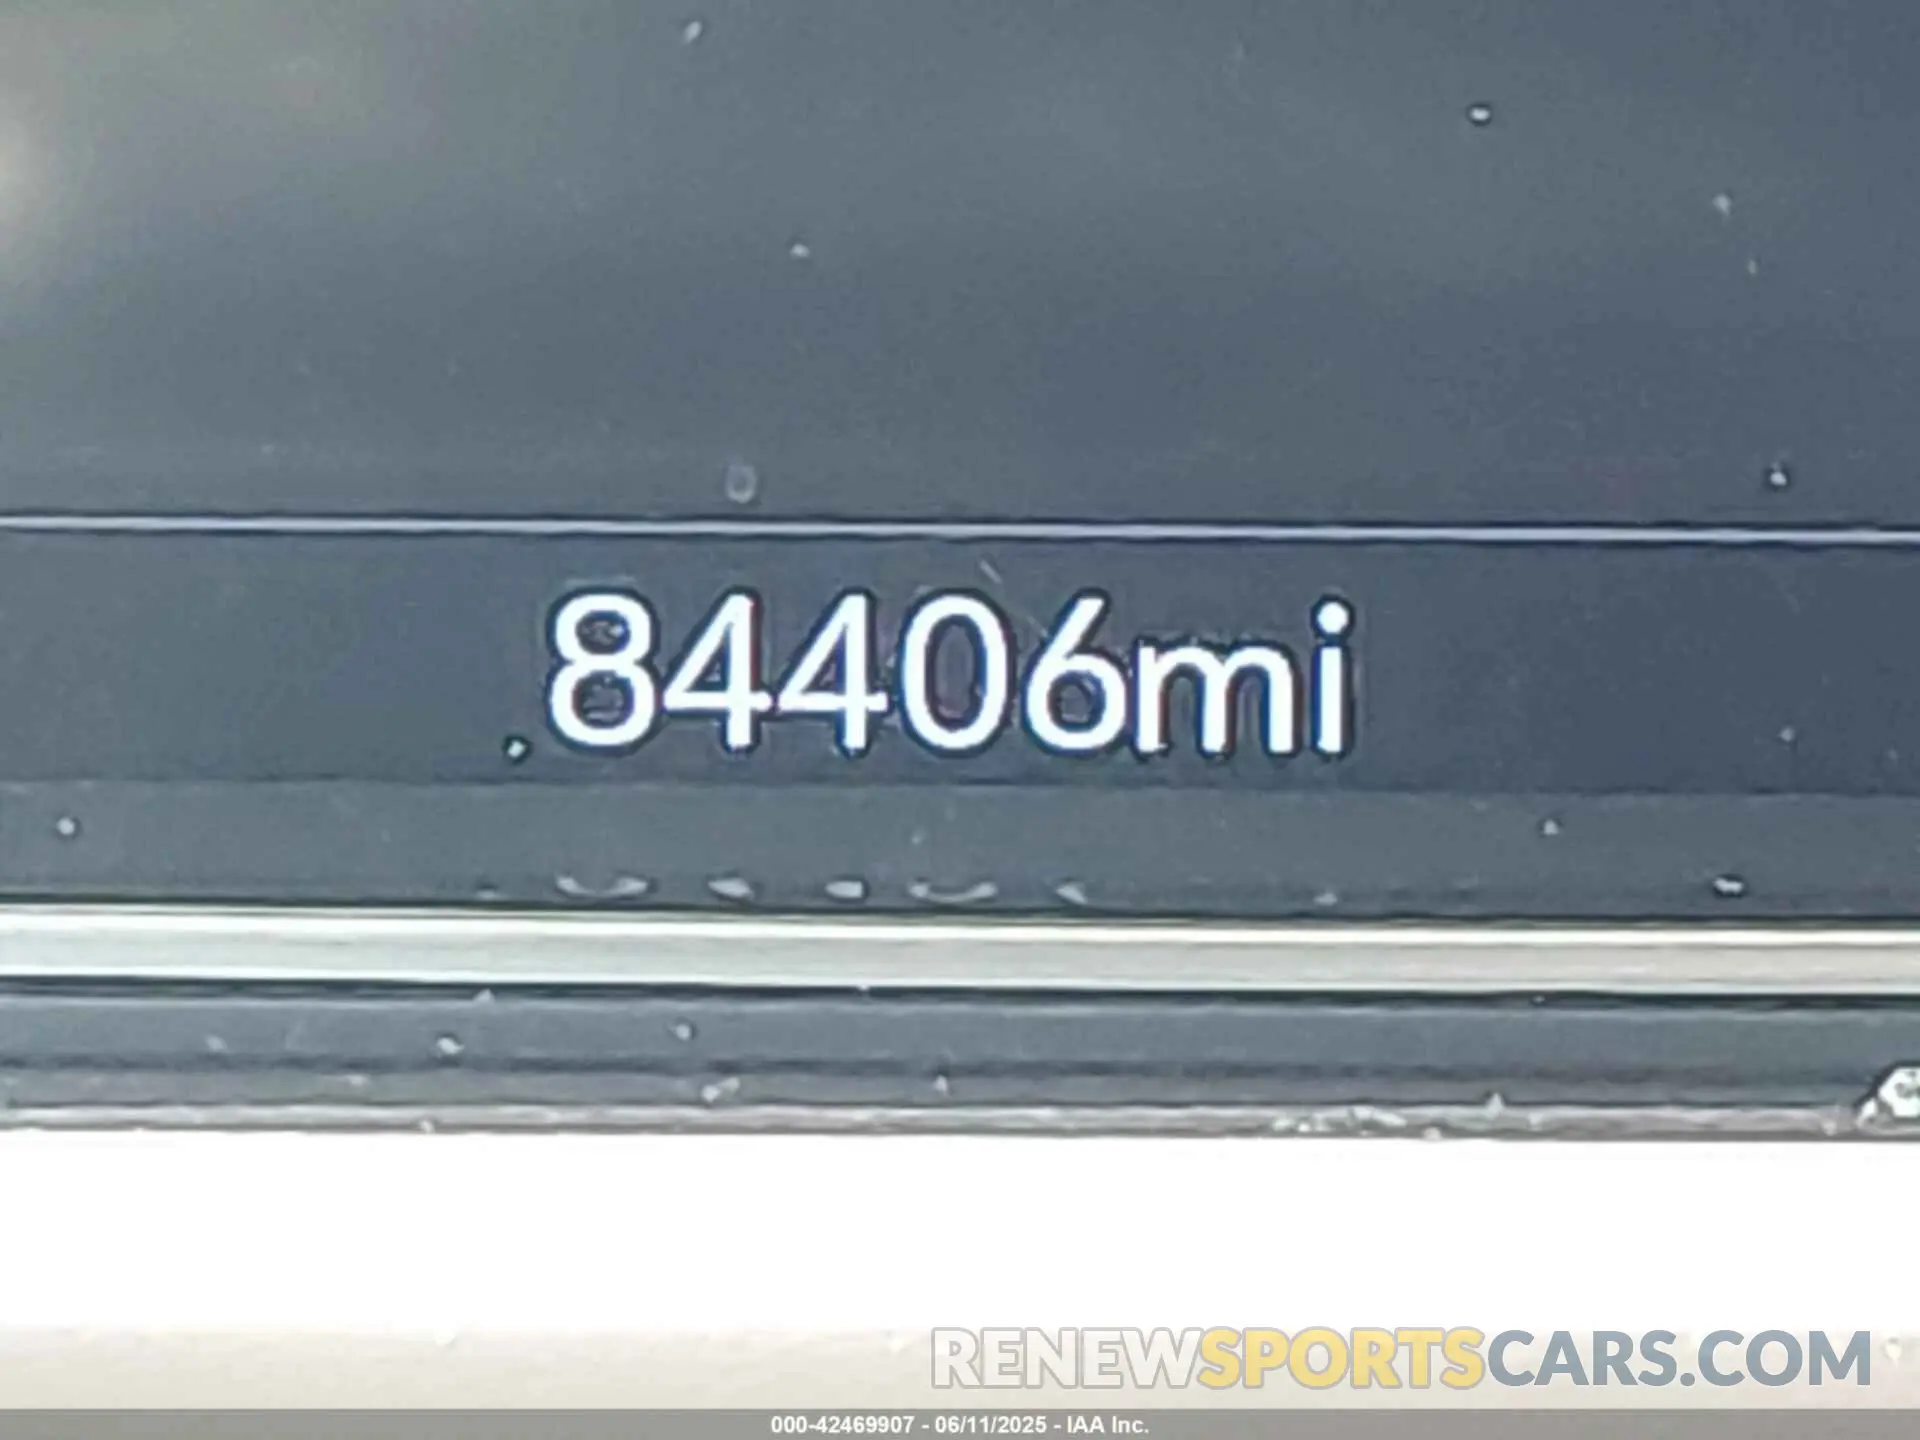 84406mi
RENEWSPORTSCARS.COM
000-42469907 - 06/11/2025 - IAA Inc.